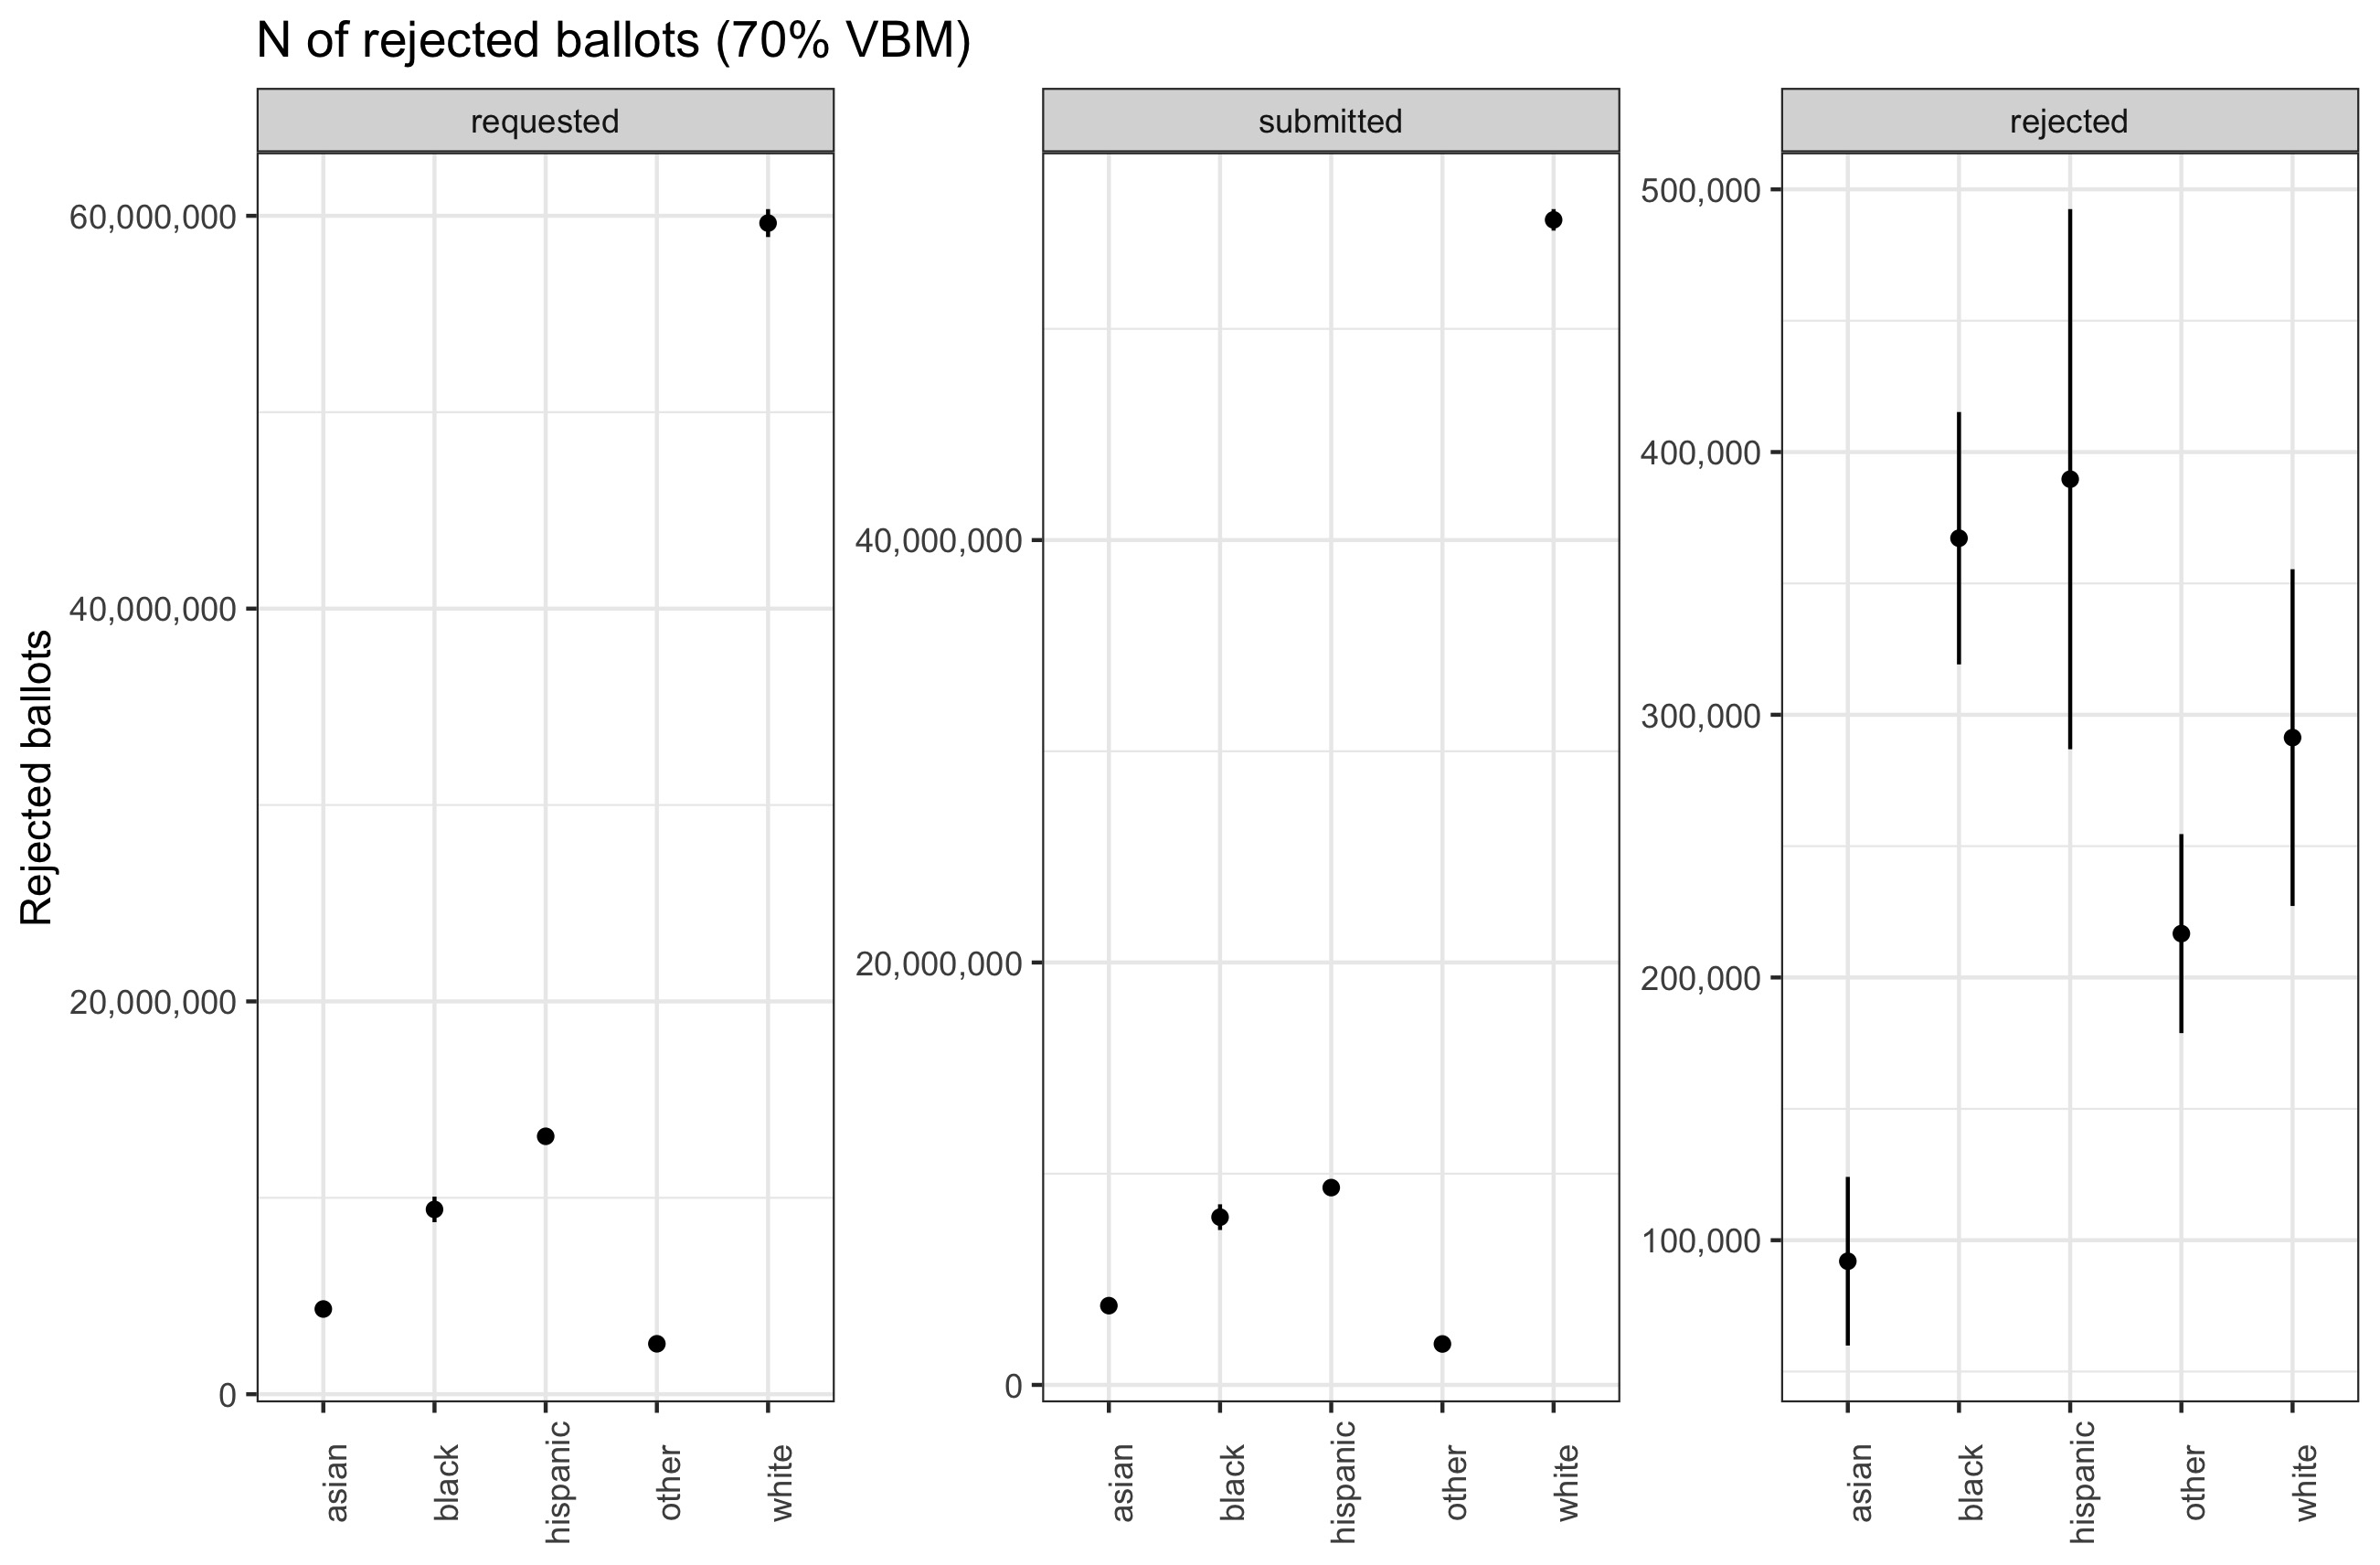 N of rejected ballots (70% VBM)
requested
submitted
rejected
Rejected ballots
60,000,000
40,000,000
20,000,000
0
40,000,000
20,000,000
0
500,000
400,000
300,000
200,000
100,000
asian
black
hispanic
other
white
asian
black
hispanic
other
white
asian
black
hispanic
other
white